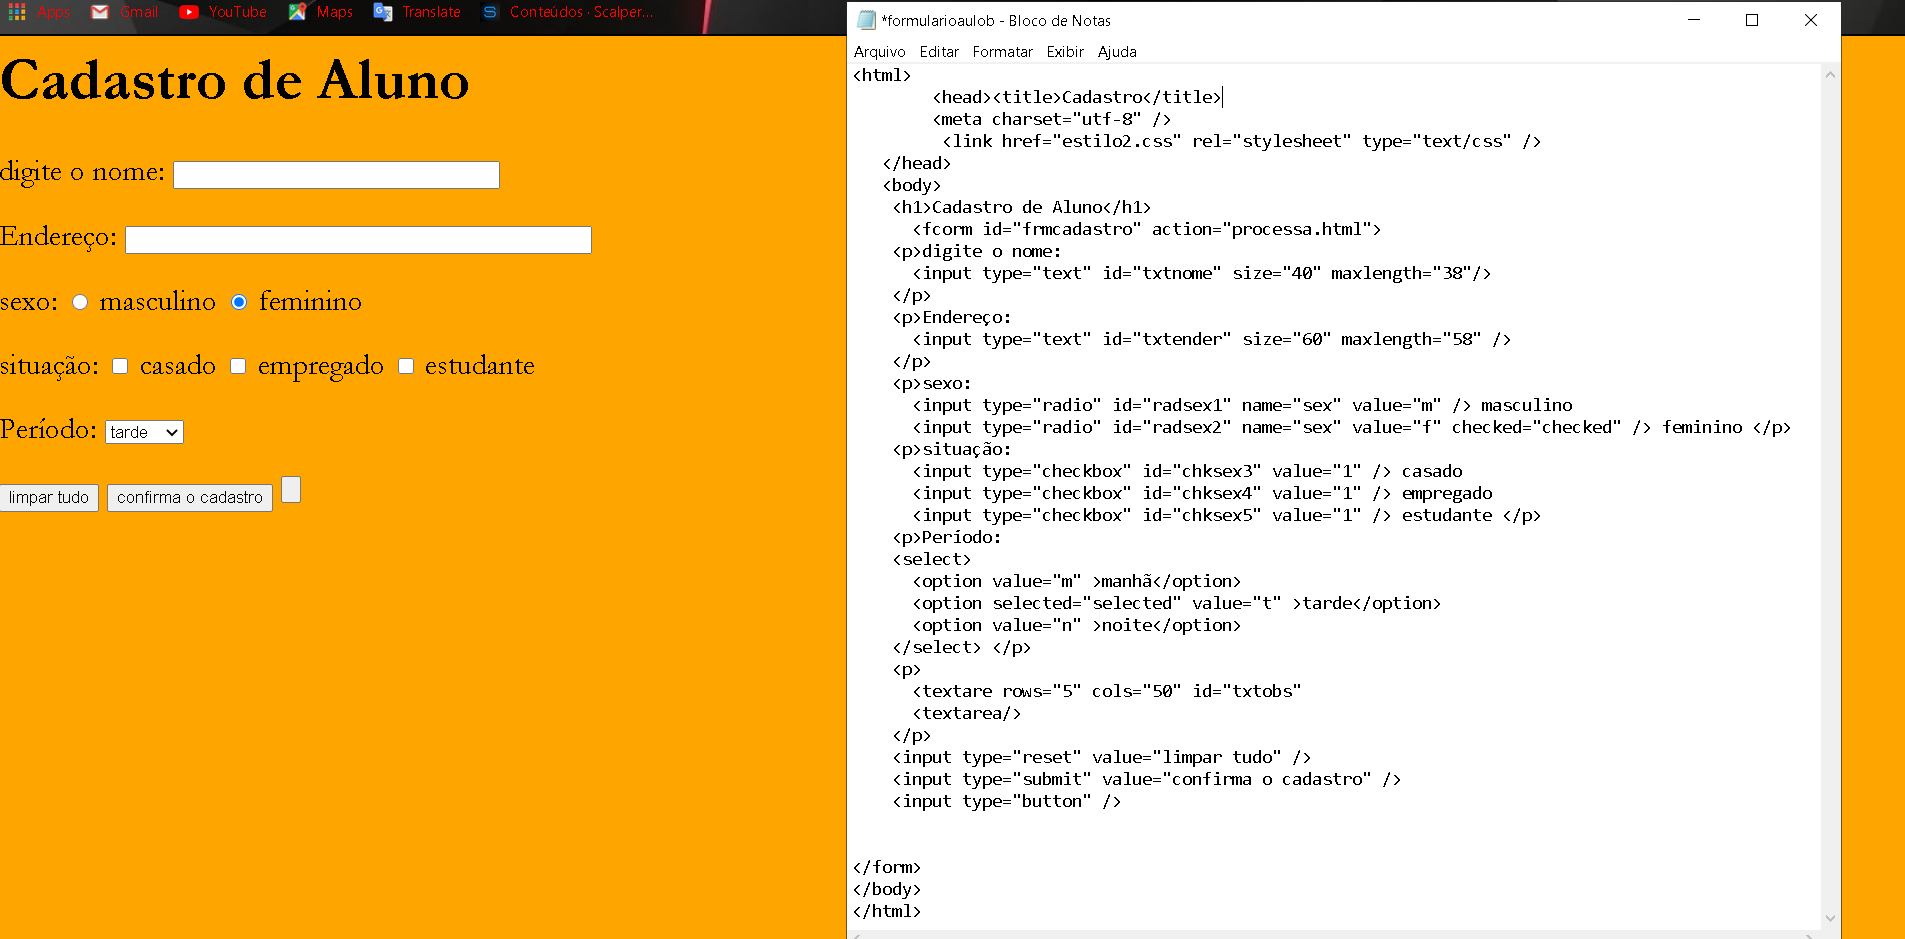 Apps Gmail YouTube Maps Translate Conteúdos · Scalper...
Cadastro de Aluno
digite o nome:
Endereço:
sexo: masculino feminino
situação: casado empregado estudante
Período: tarde
limpar tudo confirma o cadastro
*formularioaulob - Bloco de Notas
Arquivo Editar Formatar Exibir Ajuda
<html>
<head><title>Cadastro</title>
<meta charset="utf-8" />
<link href="estilo2.css" rel="stylesheet" type="text/css" />
</head>
<body>
<h1>Cadastro de Aluno</h1>
<fcorm id="frmcadastro" action="processa.html">
<p>digite o nome:
<input type="text" id="txtnome" size="40" maxlength="38"/>
</p>
<p>Endereço:
<input type="text" id="txtender" size="60" maxlength="58" />
</p>
<p>sexo:
<input type="radio" id="radsex1" name="sex" value="m" /> masculino
<input type="radio" id="radsex2" name="sex" value="f" checked="checked" /> feminino </p>
<p>situação:
<input type="checkbox" id="chksex3" value="1" /> casado
<input type="checkbox" id="chksex4" value="1" /> empregado
<input type="checkbox" id="chksex5" value="1" /> estudante </p>
<p>Período:
<select>
<option value="m" >manhã</option>
<option selected="selected" value="t" >tarde</option>
<option value="n" >noite</option>
</select> </p>
<p>
<textare rows="5" cols="50" id="txtobs"
<textarea/>
</p>
<input type="reset" value="limpar tudo" />
<input type="submit" value="confirma o cadastro" />
<input type="button" />
</form>
</body>
</html>